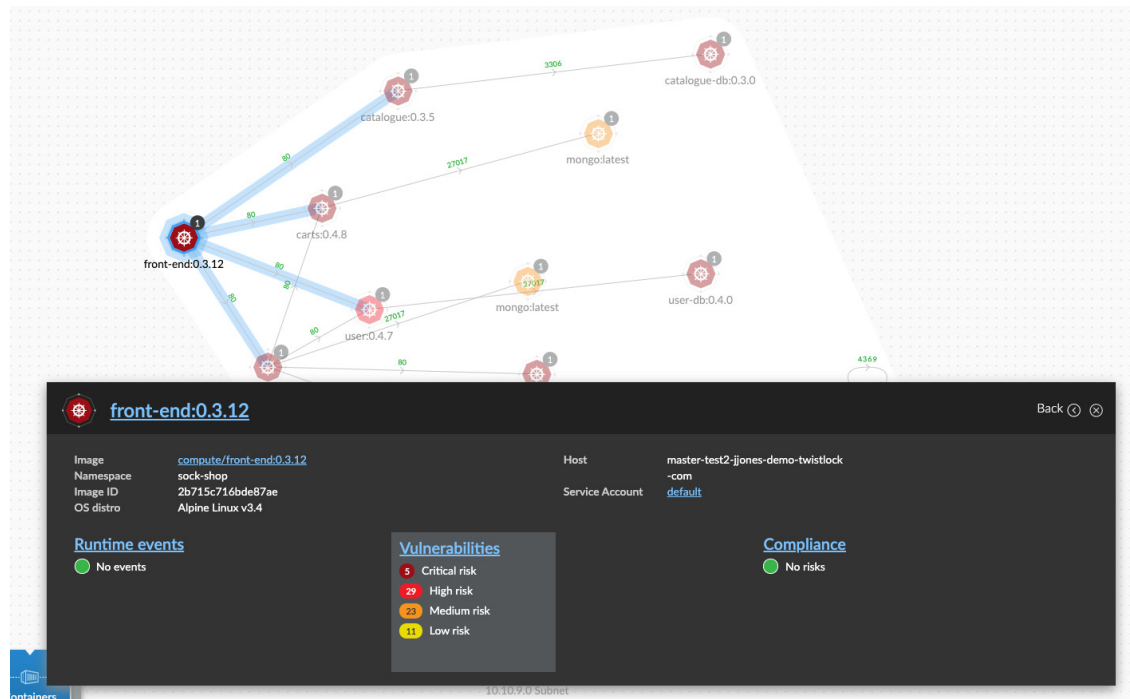 1
3306
1
catalogue-db:0.3.0
catalogue:0.3.5
1
80
27017
mongo:latest
1
80
carts:0.4.8
1
front-end:0.3.12
80
80
80
1
27017
mongo:latest
1
user-db:0.4.0
1
27017
80
user:0.4.7
1
80
1
4369
front-end:0.3.12
Back
Image compute/front-end:0.3.12
Namespace sock-shop
Image ID 2b715c716bde87ae
OS distro Alpine Linux v3.4
Host master-test2-jjones-demo-twistlock
-com
Service Account default
Runtime events
No events
Vulnerabilities
5 Critical risk
29 High risk
23 Medium risk
11 Low risk
Compliance
No risks
10.10.9.0 Subnet